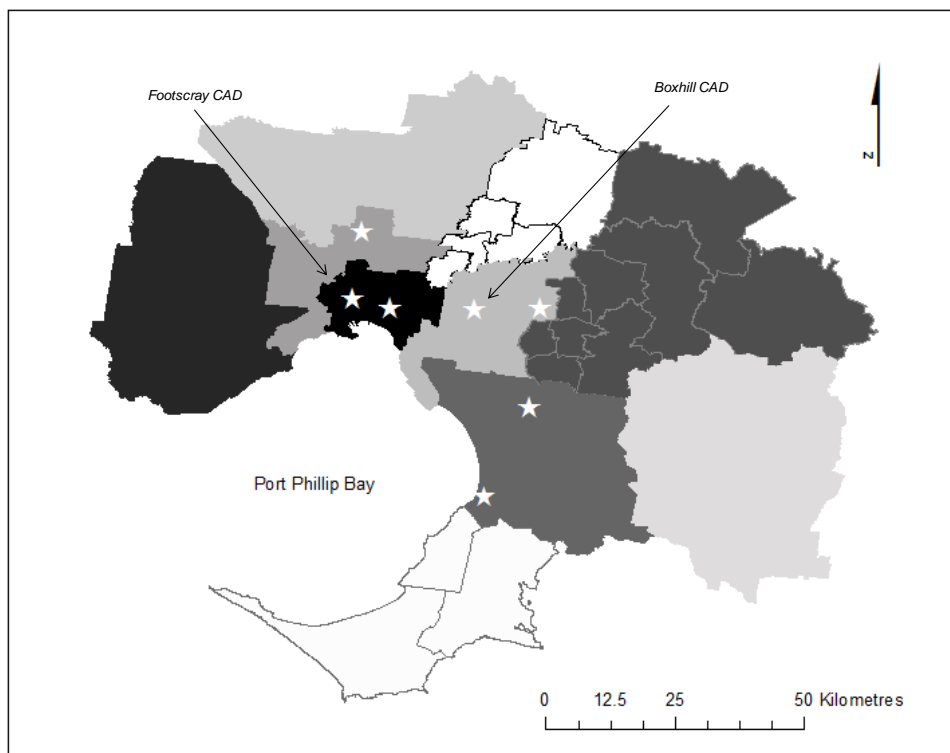 Footscray CAD
Boxhill CAD
N
Port Phillip Bay
0 12.5 25 50 Kilometres